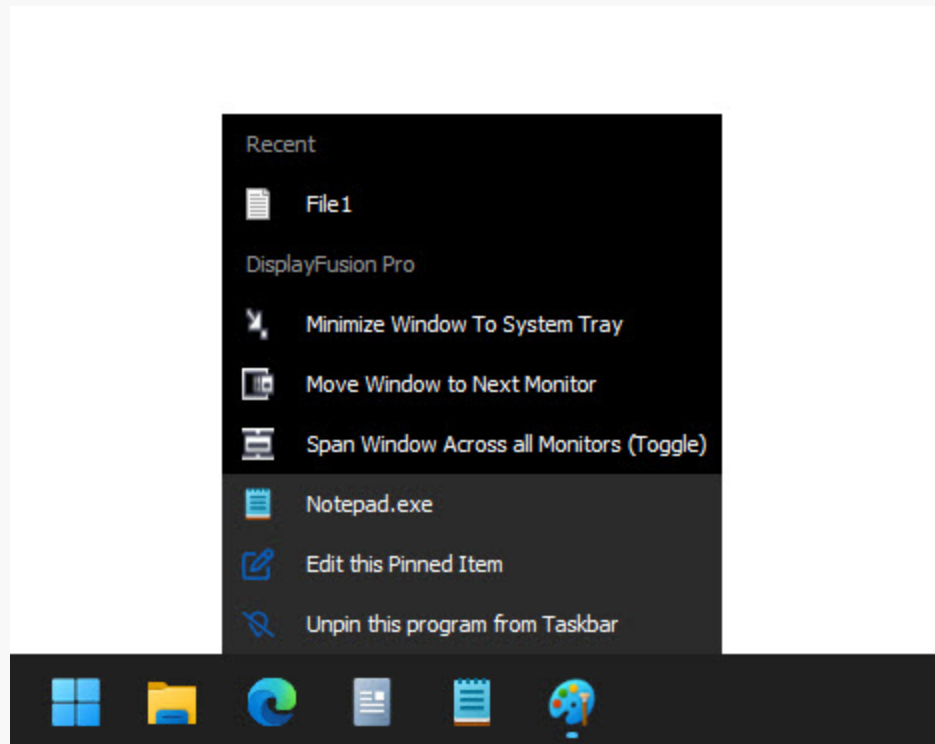 Recent
File1
DisplayFusion Pro
Minimize Window To System Tray
Move Window to Next Monitor
Span Window Across all Monitors (Toggle)
Notepad.exe
Edit this Pinned Item
Unpin this program from Taskbar